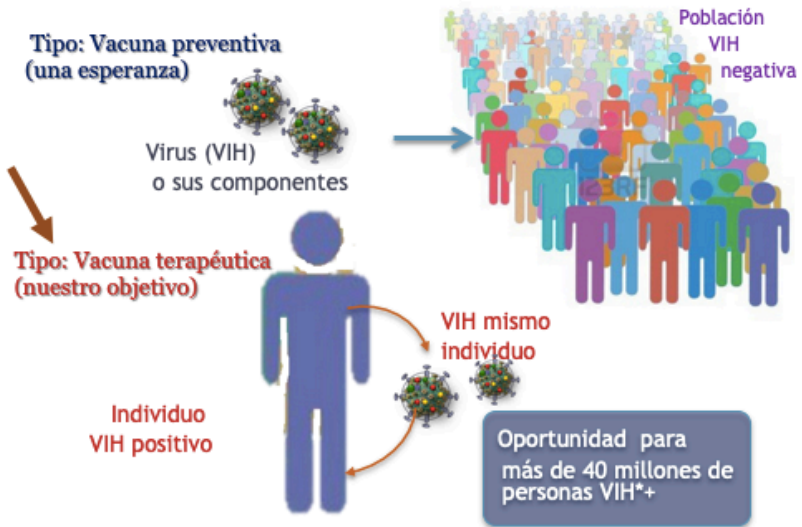 Tipo: Vacuna preventiva
(una esperanza)
Virus (VIH)
o sus componentes
Población
VIH
negativa
123RF
Tipo: Vacuna terapéutica
(nuestro objetivo)
VIH mismo
individuo
Individuo
VIH positivo
Oportunidad para
más de 40 millones de
personas VIH*+